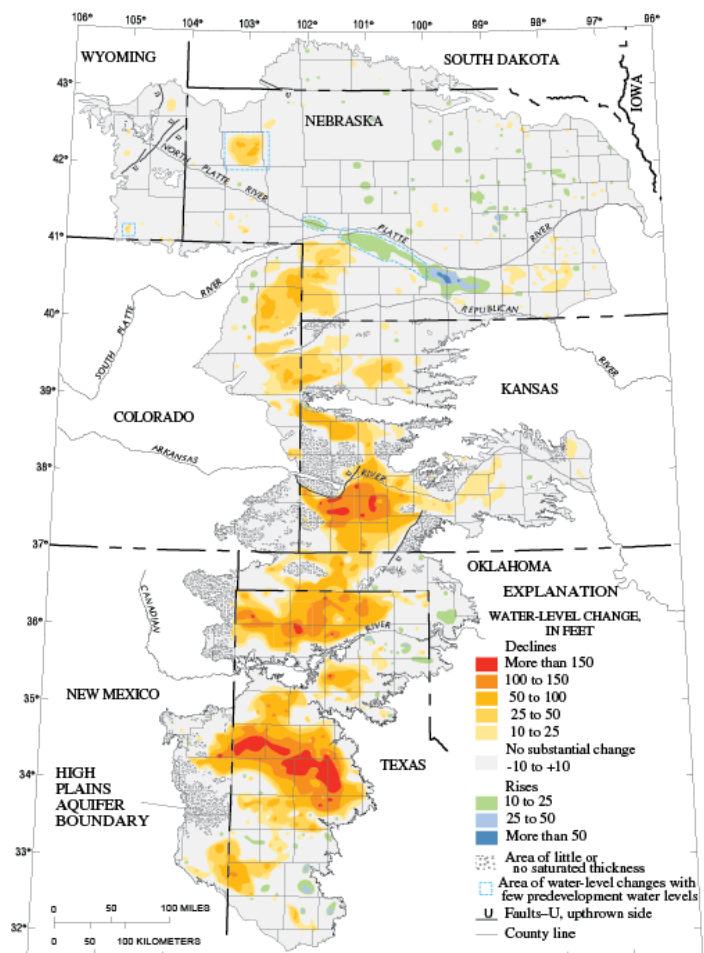 106° 105° 104° 103° 102° 101° 100° 99° 98° 97° 96°
WYOMING
SOUTH DAKOTA
IOWA
43°
NEBRASKA
42°
NORTH PLATTE RIVER
PLATTE RIVER
41°
SOUTH PLATTE RIVER
40°
REPUBLICAN RIVER
39°
KANSAS
COLORADO
ARKANSAS RIVER
38°
37°
OKLAHOMA
CANADIAN RIVER
36°
35°
NEW MEXICO
TEXAS
34°
HIGH
PLAINS
AQUIFER
BOUNDARY
33°
32°
0 50 100 MILES
0 50 100 KILOMETERS
EXPLANATION
WATER-LEVEL CHANGE,
IN FEET
Declines
More than 150
100 to 150
50 to 100
25 to 50
10 to 25
No substantial change
-10 to +10
Rises
10 to 25
25 to 50
More than 50
Area of little or
no saturated thickness
Area of water-level changes with
few predevelopment water levels
U Faults–U, upthrown side
County line